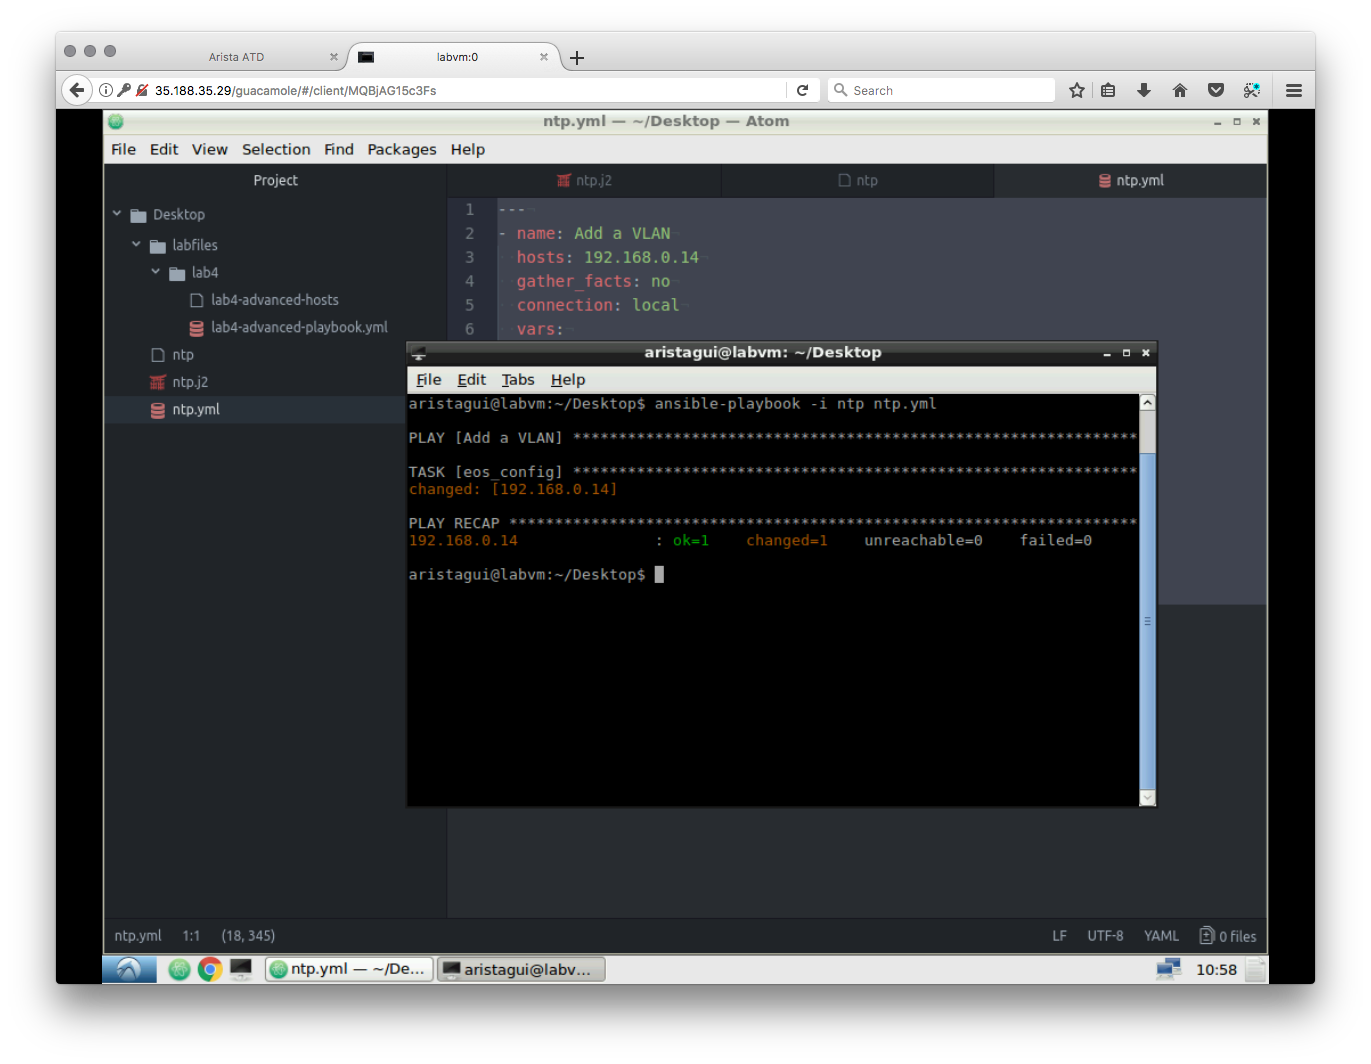 Arista ATD
labvm:0
35.188.35.29/guacamole/#/client/MQBjAG15c3Fs
Search
ntp.yml — ~/Desktop — Atom
File Edit View Selection Find Packages Help
Project
ntp.j2
ntp
ntp.yml
Desktop
labfiles
lab4
lab4-advanced-hosts
lab4-advanced-playbook.yml
ntp
ntp.j2
ntp.yml
1 ---
2 - name: Add a VLAN
3 hosts: 192.168.0.14
4 gather_facts: no
5 connection: local
6 vars:
aristagui@labvm: ~/Desktop
File Edit Tabs Help
aristagui@labvm:~/Desktop$ ansible-playbook -i ntp ntp.yml
PLAY [Add a VLAN] **************************************************************
TASK [eos_config] **************************************************************
changed: [192.168.0.14]
PLAY RECAP *********************************************************************
192.168.0.14 : ok=1 changed=1 unreachable=0 failed=0
aristagui@labvm:~/Desktop$
ntp.yml 1:1 (18, 345)
LF UTF-8 YAML 0 files
ntp.yml — ~/De...
aristagui@labv...
10:58